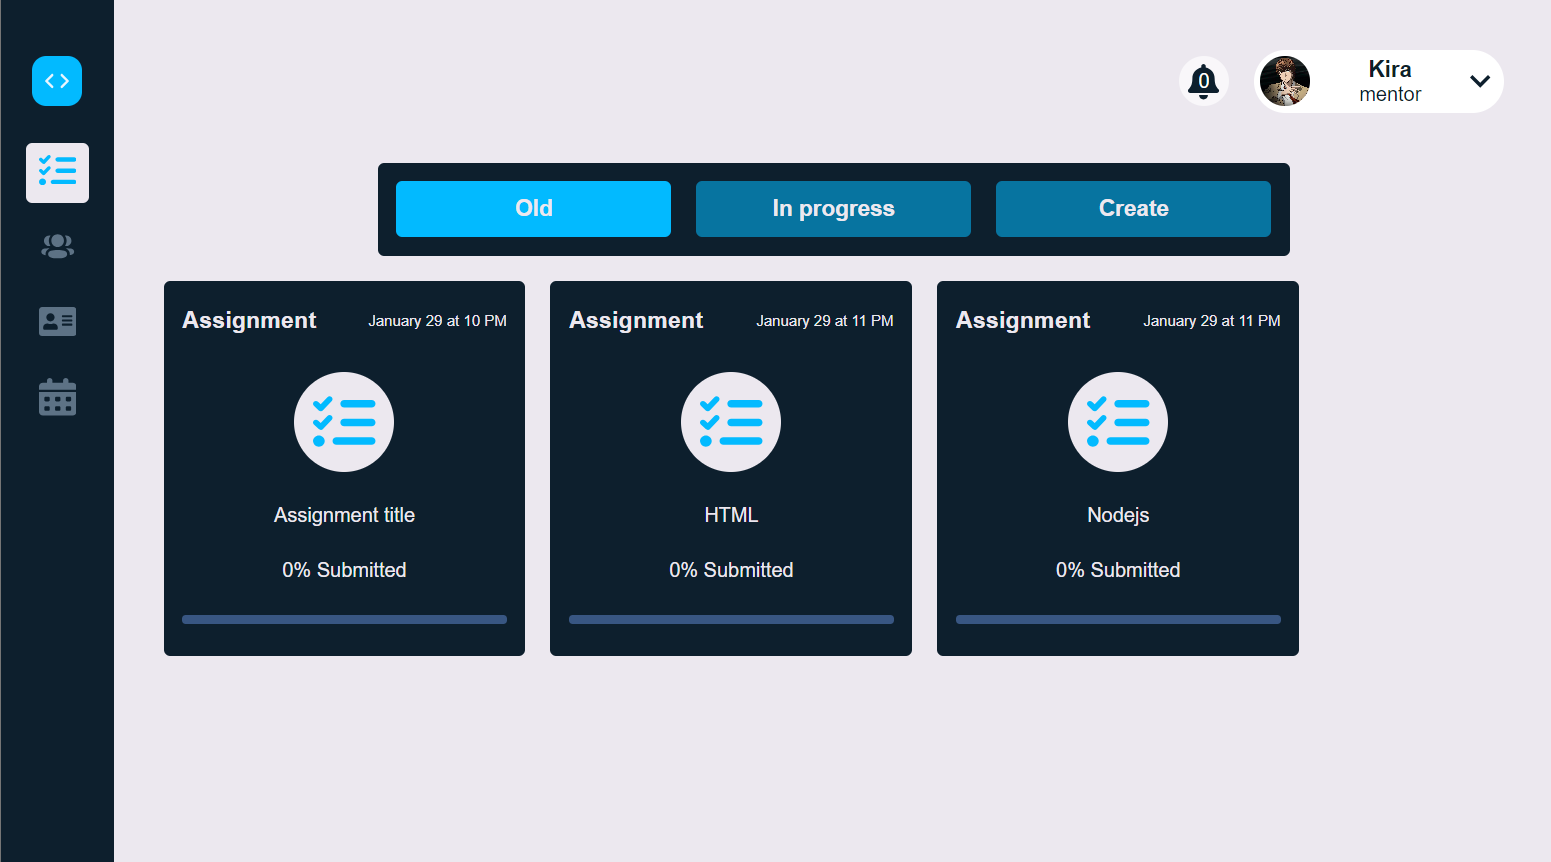 0
Kira
mentor
Old
In progress
Create
Assignment
January 29 at 10 PM
Assignment title
0% Submitted
Assignment
January 29 at 11 PM
HTML
0% Submitted
Assignment
January 29 at 11 PM
Nodejs
0% Submitted